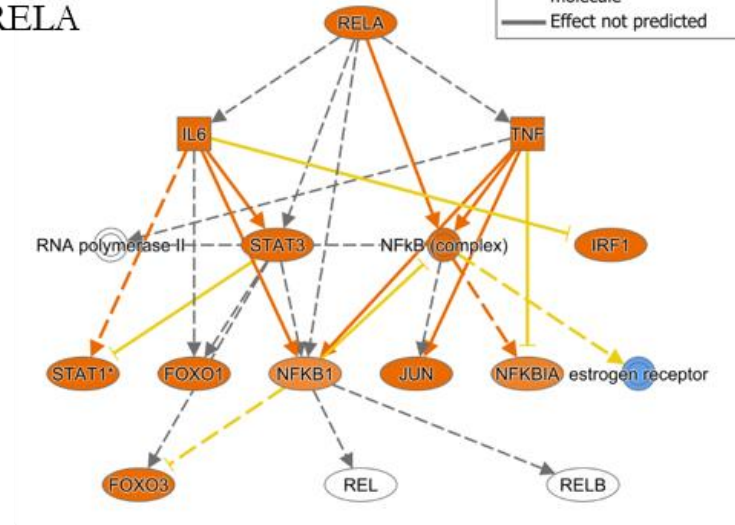 RELA
molecule
Effect not predicted
RELA
IL6
TNF
RNA polymerase II
STAT3
NFkB (complex)
IRF1
STAT1*
FOXO1
NFKB1
JUN
NFKBIA
estrogen receptor
FOXO3
REL
RELB